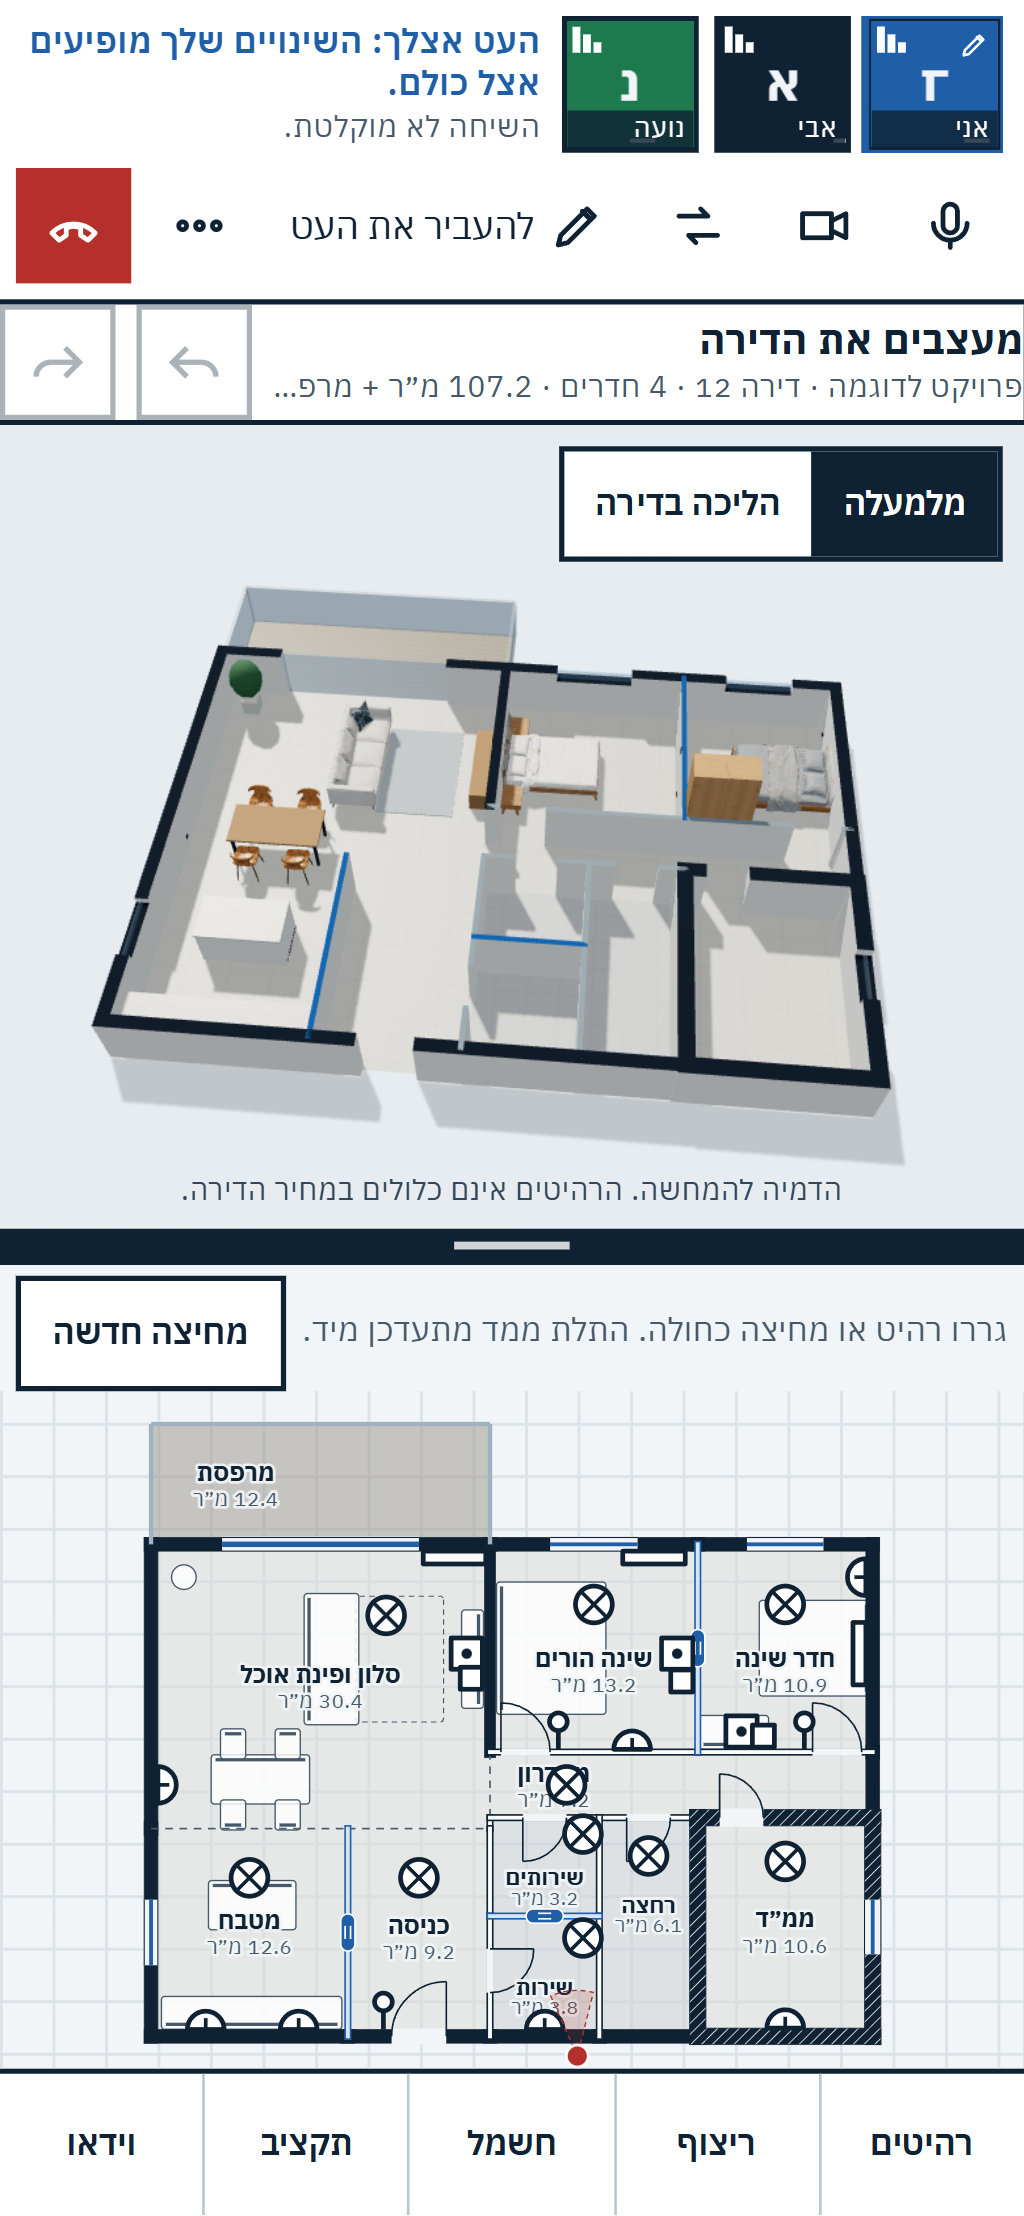 ד
אני
א
אבי
נ
נועה
העט אצלך: השינויים שלך מופיעים
אצל כולם.
השיחה לא מוקלטת.
להעביר את העט
מעצבים את הדירה
פרויקט לדוגמה · דירה 12 · 4 חדרים · 107.2 מ״ר + מרפ...
מלמעלה
הליכה בדירה
הדמיה להמחשה. הרהיטים אינם כלולים במחיר הדירה.
גררו רהיט או מחיצה כחולה. התלת ממד מתעדכן מיד.
מחיצה חדשה
מרפסת
12.4 מ״ר
חדר שינה
10.9 מ״ר
שינה הורים
13.2 מ״ר
סלון ופינת אוכל
30.4 מ״ר
שירותים
3.2 מ״ר
רחצה
6.1 מ״ר
ממ״ד
10.6 מ״ר
מטבח
12.6 מ״ר
כניסה
9.2 מ״ר
שירות
3.8 מ״ר
רהיטים
ריצוף
חשמל
תקציב
וידאו